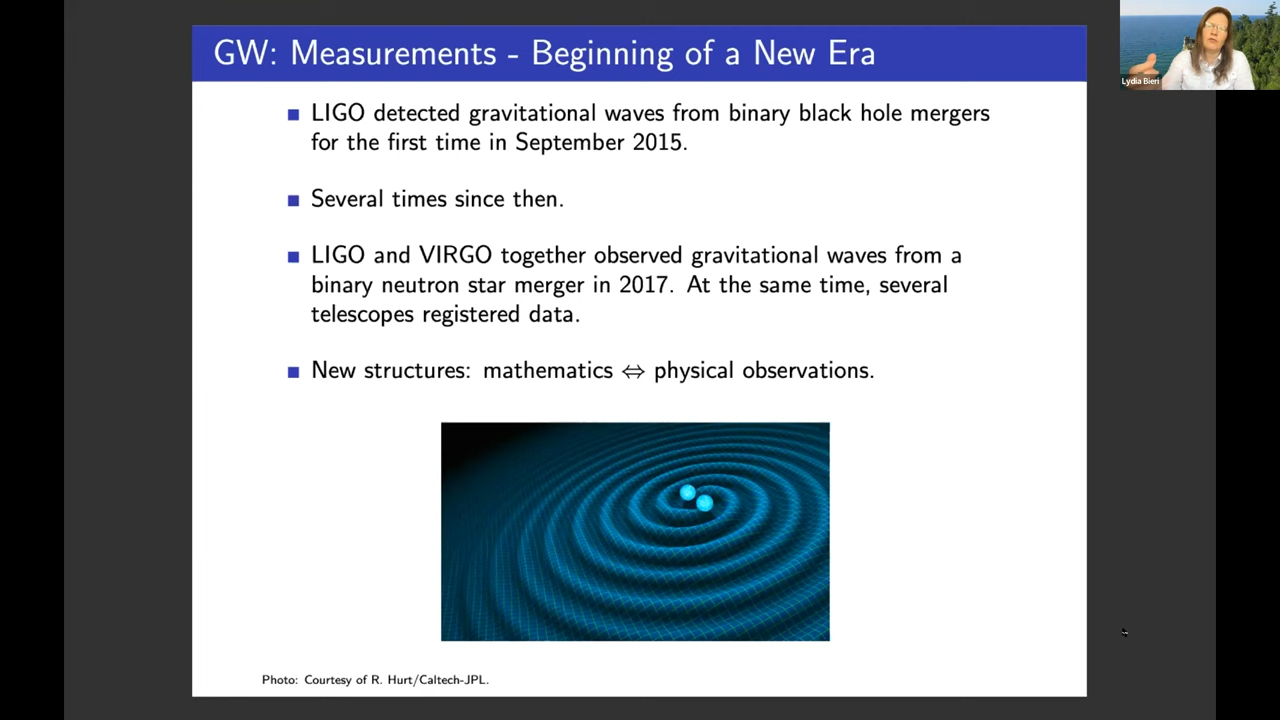 GW: Measurements - Beginning of a New Era
Lydia Bieri
■ LIGO detected gravitational waves from binary black hole mergers
for the first time in September 2015.
■ Several times since then.
■ LIGO and VIRGO together observed gravitational waves from a
binary neutron star merger in 2017. At the same time, several
telescopes registered data.
■ New structures: mathematics ⇔ physical observations.
Photo: Courtesy of R. Hurt/Caltech-JPL.